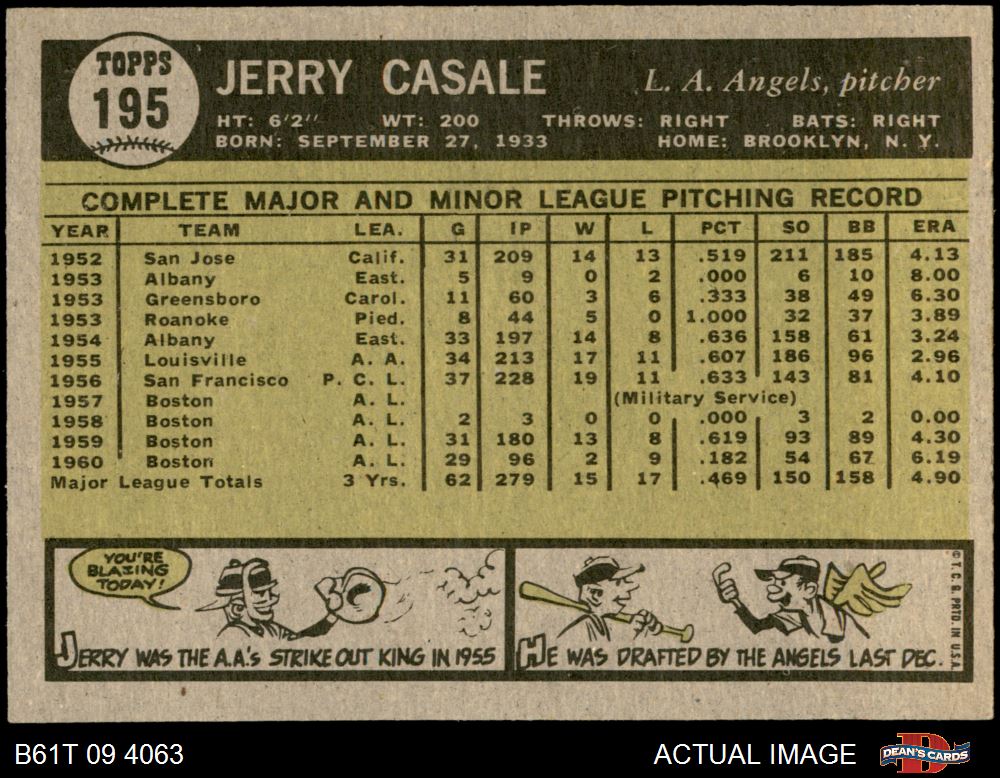 TOPPS
195
JERRY CASALE
L. A. Angels, pitcher
HT: 6'2" WT: 200 THROWS: RIGHT BATS: RIGHT
BORN: SEPTEMBER 27, 1933 HOME: BROOKLYN, N. Y.
COMPLETE MAJOR AND MINOR LEAGUE PITCHING RECORD
YEAR TEAM LEA. G IP W L PCT SO BB ERA
1952 San Jose Calif. 31 209 14 13 .519 211 185 4.13
1953 Albany East. 5 9 0 2 .000 6 10 8.00
1953 Greensboro Carol. 11 60 3 6 .333 38 49 6.30
1953 Roanoke Pied. 8 44 5 0 1.000 32 37 3.89
1954 Albany East. 33 197 14 8 .636 158 61 3.24
1955 Louisville A. A. 34 213 17 11 .607 186 96 2.96
1956 San Francisco P. C. L. 37 228 19 11 .633 143 81 4.10
1957 Boston A. L. (Military Service)
1958 Boston A. L. 2 3 0 0 .000 3 2 0.00
1959 Boston A. L. 31 180 13 8 .619 93 89 4.30
1960 Boston A. L. 29 96 2 9 .182 54 67 6.19
Major League Totals 3 Yrs. 62 279 15 17 .469 150 158 4.90
YOU'RE
BLAZING
TODAY!
JERRY WAS THE A.A.'S STRIKE OUT KING IN 1955
HE WAS DRAFTED BY THE ANGELS LAST DEC.
© T. C. G. PRTD. IN U.S.A.
B61T 09 4063
ACTUAL IMAGE
DEAN'S CARDS